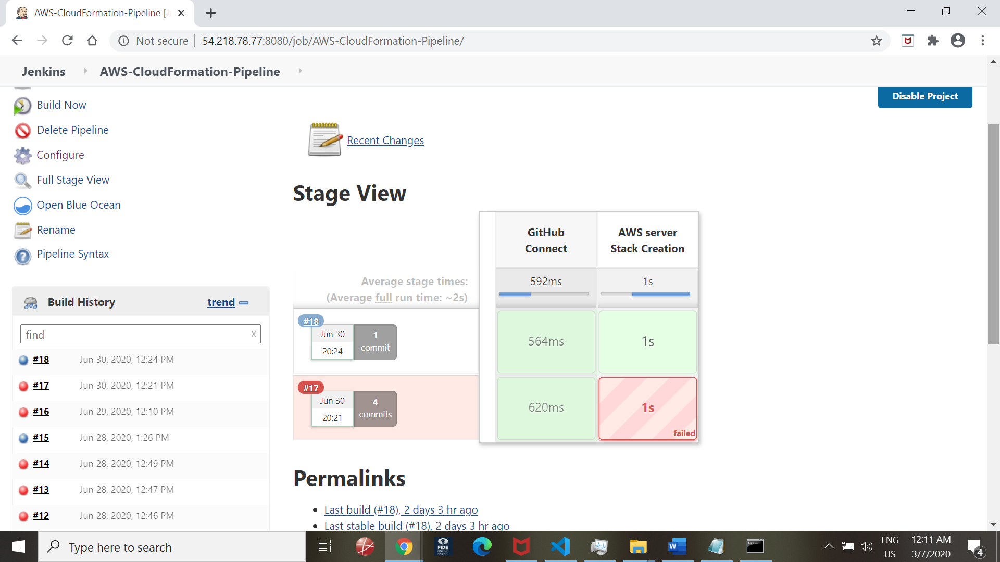 AWS-CloudFormation-Pipeline [J
Not secure
54.218.78.77:8080/job/AWS-CloudFormation-Pipeline/
Jenkins
AWS-CloudFormation-Pipeline
Disable Project
Build Now
Delete Pipeline
Configure
Full Stage View
Open Blue Ocean
Rename
Pipeline Syntax
Build History
trend
find
x
#18 Jun 30, 2020, 12:24 PM
#17 Jun 30, 2020, 12:21 PM
#16 Jun 29, 2020, 12:10 PM
#15 Jun 28, 2020, 1:26 PM
#14 Jun 28, 2020, 12:49 PM
#13 Jun 28, 2020, 12:47 PM
#12 Jun 28, 2020, 12:46 PM
Recent Changes
Stage View
GitHub
Connect
AWS server
Stack Creation
Average stage times:
(Average full run time: ~2s)
592ms
1s
#18
Jun 30
20:24
1
commit
564ms
1s
#17
Jun 30
20:21
4
commits
620ms
1s
failed
Permalinks
Last build (#18), 2 days 3 hr ago
Last stable build (#18), 2 days 3 hr ago
Type here to search
FIDE
ONLINE
ARENA
ENG
US
12:11 AM
3/7/2020
4